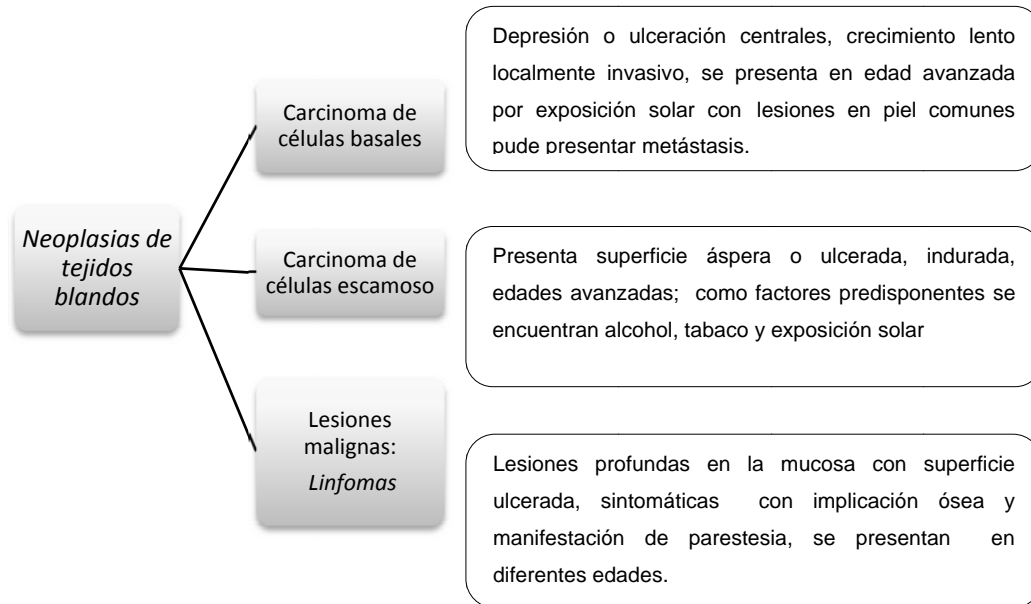 Neoplasias de
tejidos
blandos
Carcinoma de
células basales
Depresión o ulceración centrales, crecimiento lento
localmente invasivo, se presenta en edad avanzada
por exposición solar con lesiones en piel comunes
pude presentar metástasis.
Carcinoma de
células escamoso
Presenta superficie áspera o ulcerada, indurada,
edades avanzadas; como factores predisponentes se
encuentran alcohol, tabaco y exposición solar
Lesiones
malignas:
Linfomas
Lesiones profundas en la mucosa con superficie
ulcerada, sintomáticas con implicación ósea y
manifestación de parestesia, se presentan en
diferentes edades.